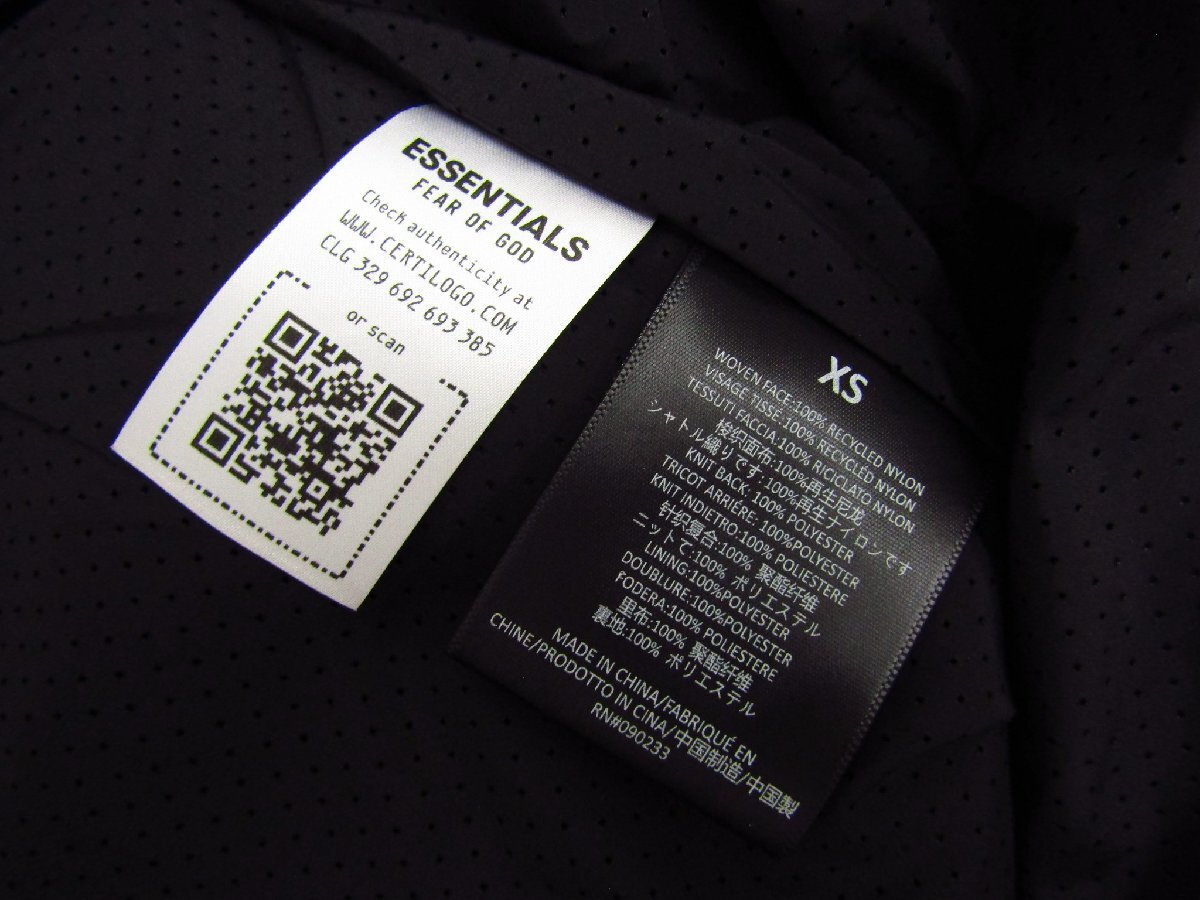 ESSENTIALS
FEAR OF GOD
Check authenticity at
WWW.CERTILOGO.COM
CLG 329 692 693 385
or scan
XS
WOVEN FACE:100% RECYCLED NYLON
VISAGE TISSÉ:100% RECYCLED NYLON
TESSUTI FACCIA:100% RICICLATO NYLON
梭织面布:100%再生尼龙
シャトル織りです:100%再生ナイロンです
KNIT BACK: 100% POLYESTER
TRICOT ARRIÈRE: 100%POLYESTER
KNIT INDIETRO:100% POLIESTERE
针织复合:100% 聚酯纤维
ニットて:100% ポリエステル
LINING:100%POLYESTER
DOUBLURE:100%POLYESTER
FODERA:100% POLIESTERE
里布:100% 聚酯纤维
裏地:100% ポリエステル
MADE IN CHINA/FABRIQUÉ EN
CHINE/PRODOTTO IN CINA/中国制造/中国製
RN#090233